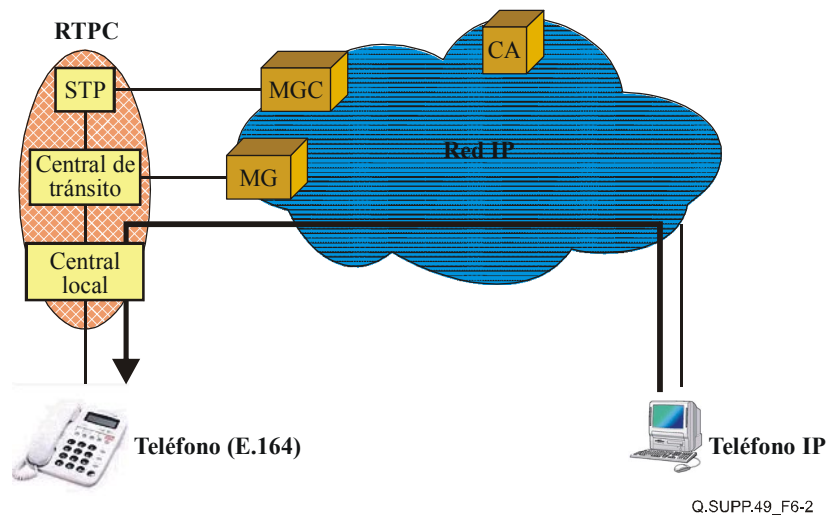 RTPC
CA
STP
MGC
Red IP
Central de
tránsito
MG
Central
local
Teléfono (E.164)
Teléfono IP
Q.SUPP.49_F6-2